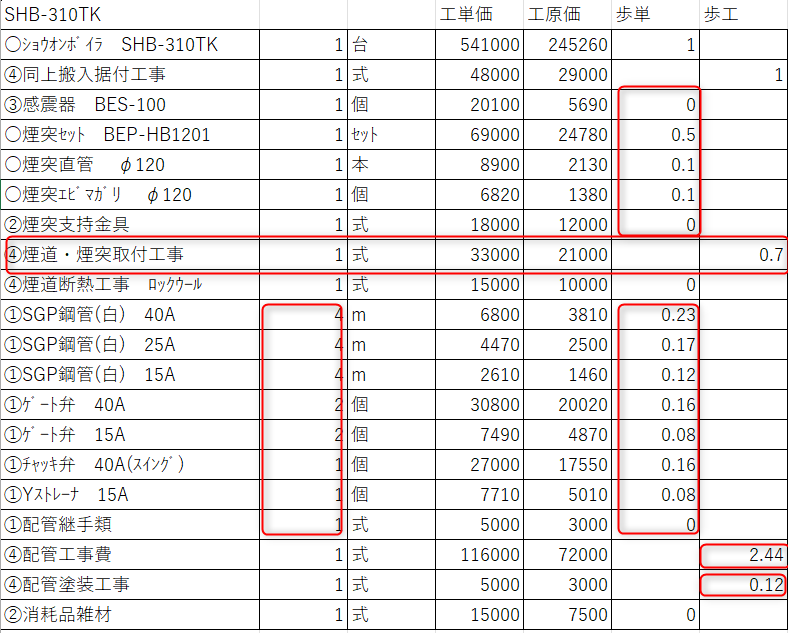 SHB-310TK 工単価 工原価 歩単 歩工
○ｼｮｳｵﾝﾎﾞｲﾗ SHB-310TK 1 台 541000 245260 1
④同上搬入据付工事 1 式 48000 29000 1
③感震器 BES-100 1 個 20100 5690 0
○煙突ｾｯﾄ BEP-HB1201 1 ｾｯﾄ 69000 24780 0.5
○煙突直管 φ120 1 本 8900 2130 0.1
○煙突ｴﾋﾞﾏｶﾞﾘ φ120 1 個 6820 1380 0.1
②煙突支持金具 1 式 18000 12000 0
④煙道・煙突取付工事 1 式 33000 21000 0.7
④煙道断熱工事 ﾛｯｸｳｰﾙ 1 式 15000 10000 0
①SGP鋼管(白) 40A 4 m 6800 3810 0.23
①SGP鋼管(白) 25A 4 m 4470 2500 0.17
①SGP鋼管(白) 15A 4 m 2610 1460 0.12
①ｹﾞｰﾄ弁 40A 2 個 30800 20020 0.16
①ｹﾞｰﾄ弁 15A 2 個 7490 4870 0.08
①ﾁｬｯｷ弁 40A(ｽｲﾝｸﾞ) 1 個 27000 17550 0.16
①Yｽﾄﾚｰﾅ 15A 1 個 7710 5010 0.08
①配管継手類 1 式 5000 3000 0
④配管工事費 1 式 116000 72000 2.44
④配管塗装工事 1 式 5000 3000 0.12
②消耗品雑材 1 式 15000 7500 0